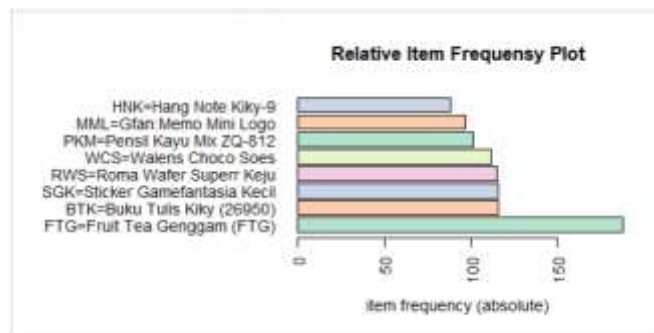 Relative Item Frequensy Plot
HNK=Hang Note Kiky-9
MML=Gfan Memo Mini Logo
PKM=Pensil Kayu Mix ZQ-812
WCS=Walens Choco Soes
RWS=Roma Wafer Superr Keju
SGK=Sticker Gamefantasia Kecil
BTK=Buku Tulis Kiky (26950)
FTG=Fruit Tea Genggam (FTG)
0
50
100
150
item frequency (absolute)